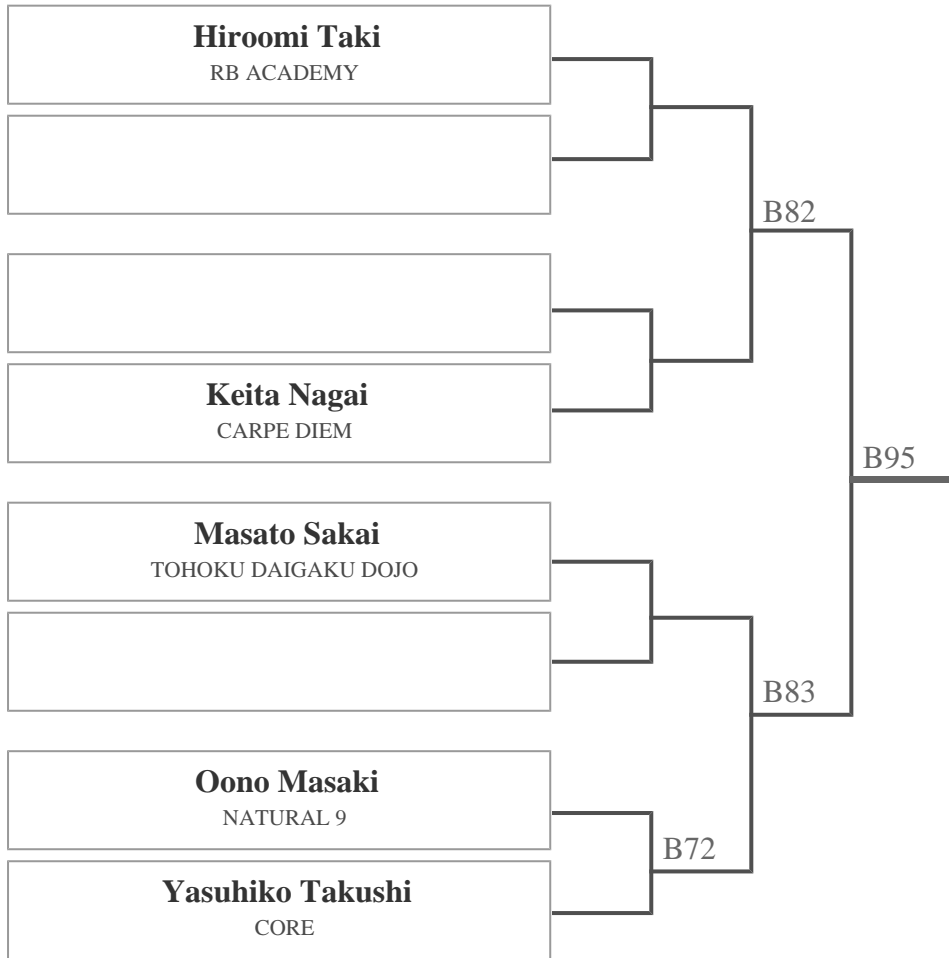 Hiroomi Taki
RB ACADEMY
B82
Keita Nagai
CARPE DIEM
B95
Masato Sakai
TOHOKU DAIGAKU DOJO
B83
Oono Masaki
NATURAL 9
B72
Yasuhiko Takushi
CORE